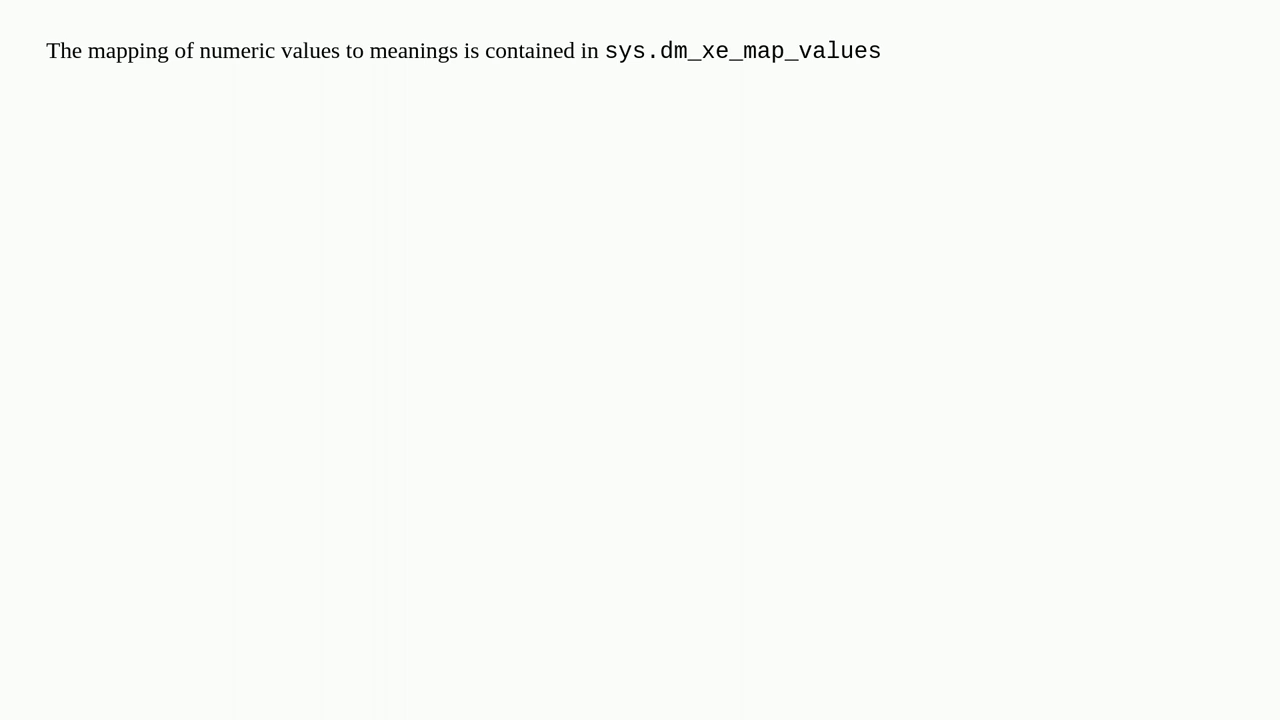 The mapping of numeric values to meanings is contained in sys.dm_xe_map_values